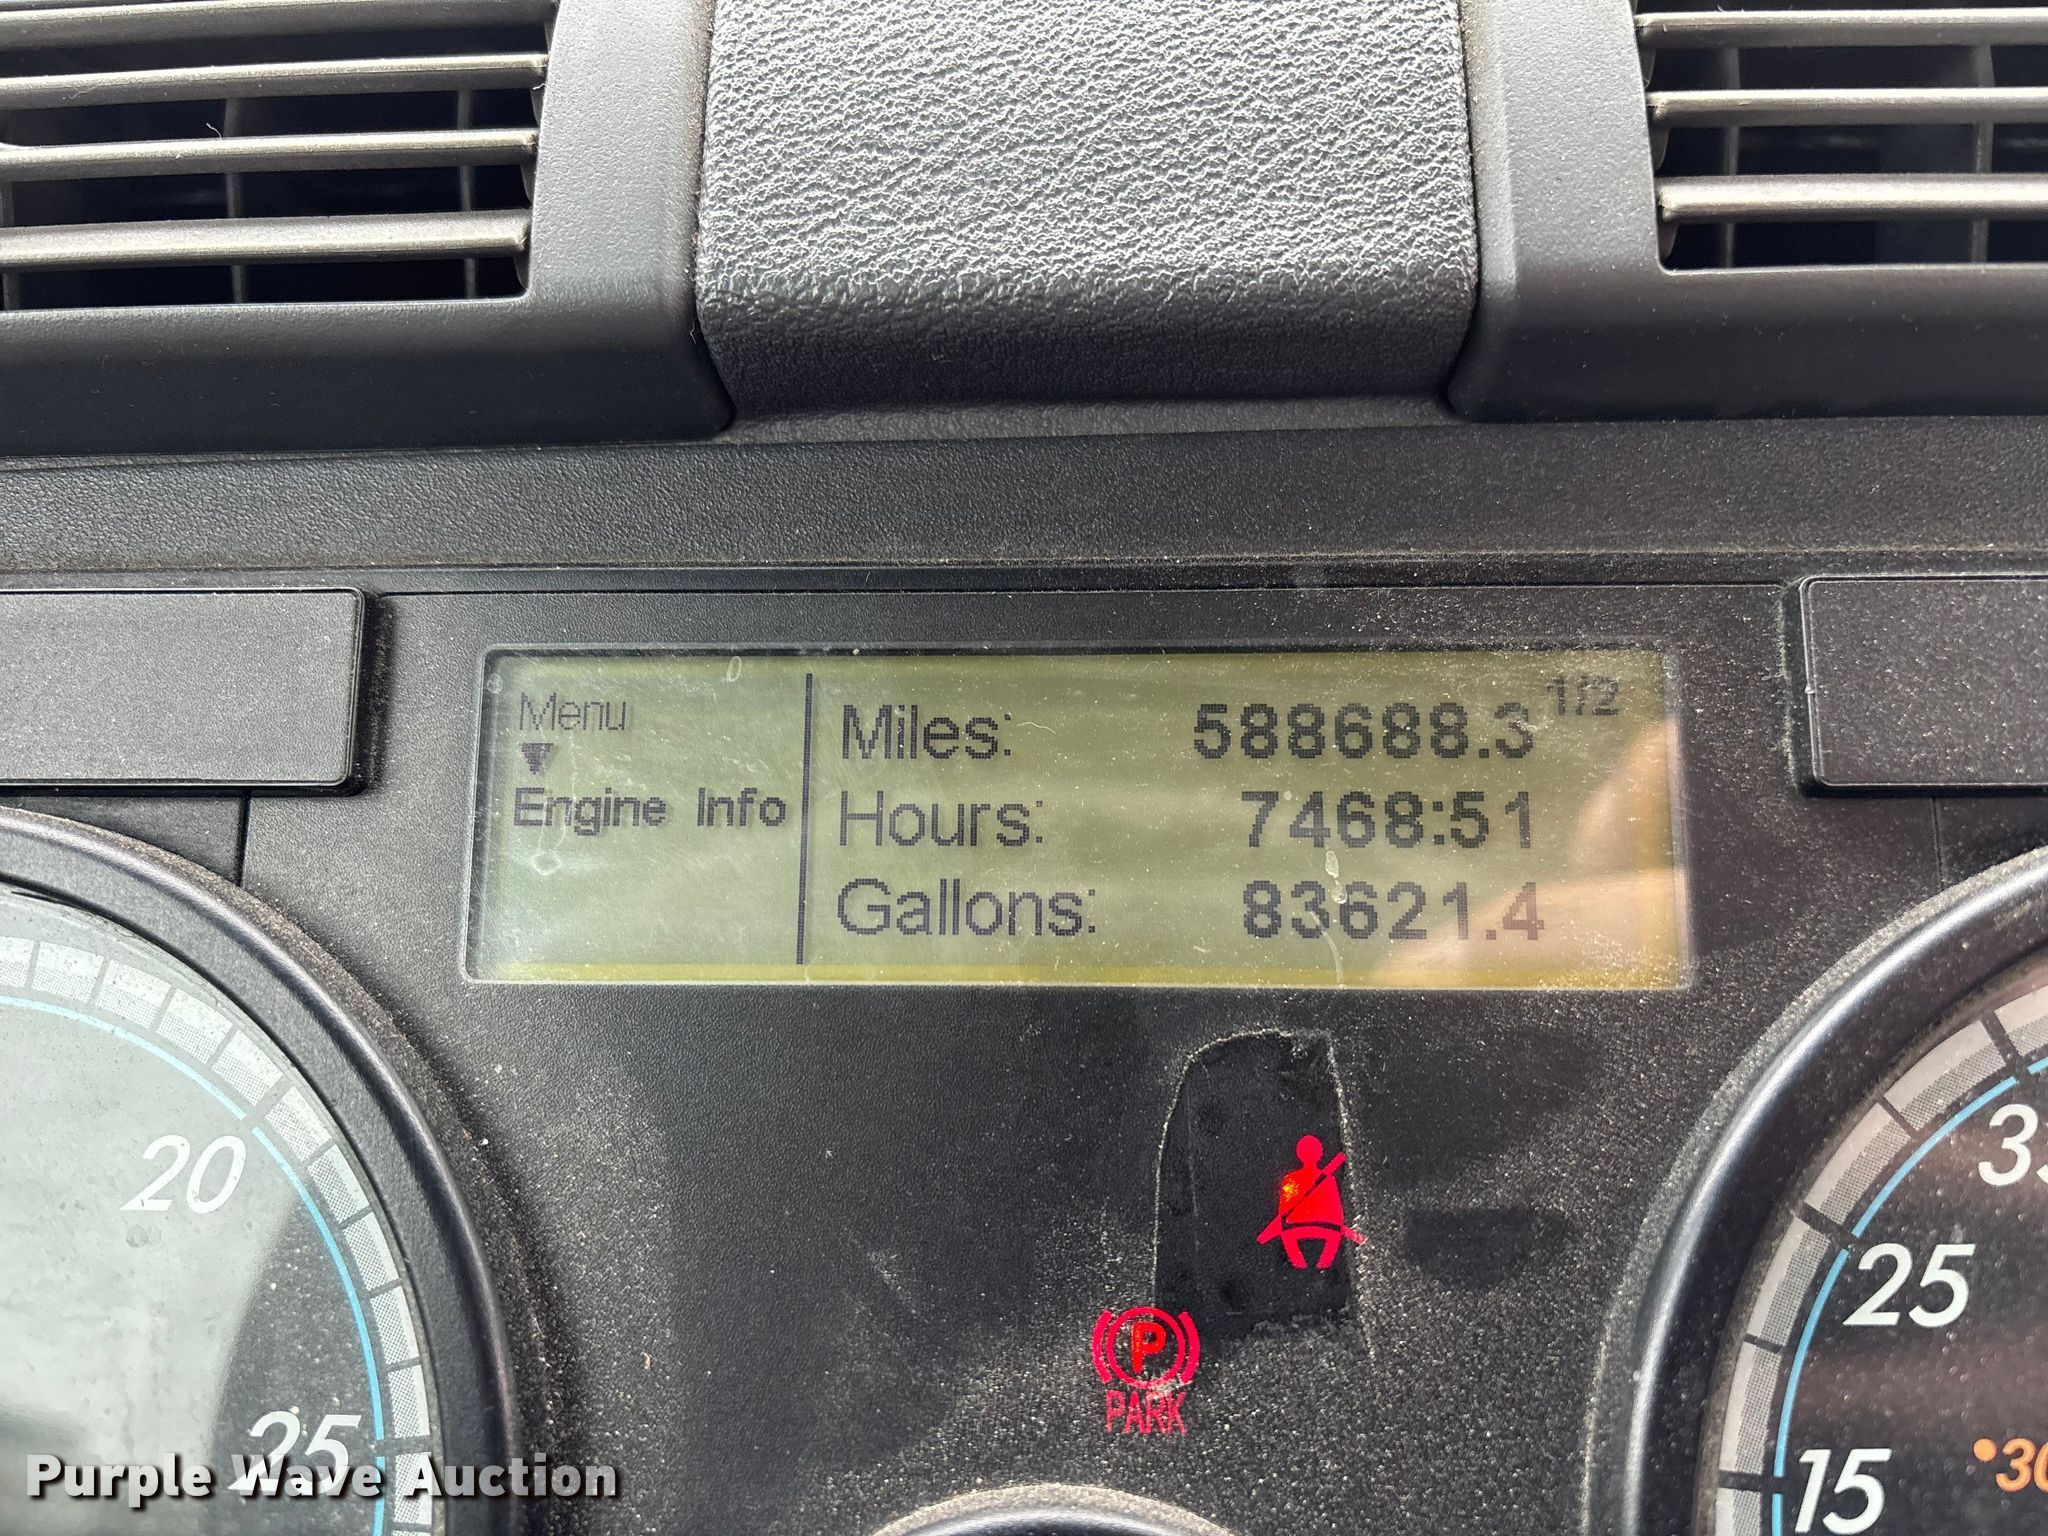 1/2
Menu
Miles: 588688.3
Engine Info
Hours: 7468:51
Gallons: 83621.4
20
25
25
15
P
PARK
Purple Wave Auction